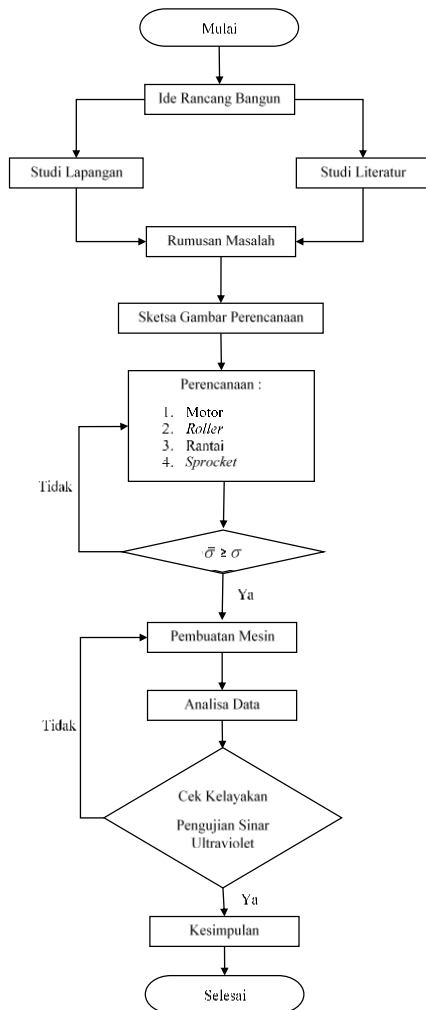 Mulai
Ide Rancang Bangun
Studi Lapangan
Studi Literatur
Rumusan Masalah
Sketsa Gambar Perencanaan
Perencanaan :
1. Motor
2. Roller
3. Rantai
4. Sprocket
Tidak
σ̄ ≥ σ
Ya
Pembuatan Mesin
Analisa Data
Tidak
Cek Kelayakan
Pengujian Sinar
Ultraviolet
Ya
Kesimpulan
Selesai